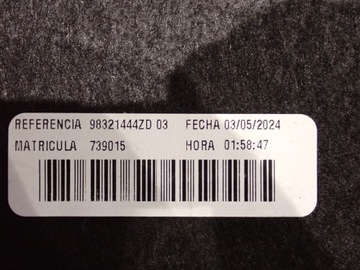 REFERENCIA 98321444ZD 03 FECHA 03/05/2024
MATRICULA 739015 HORA 01:58:47